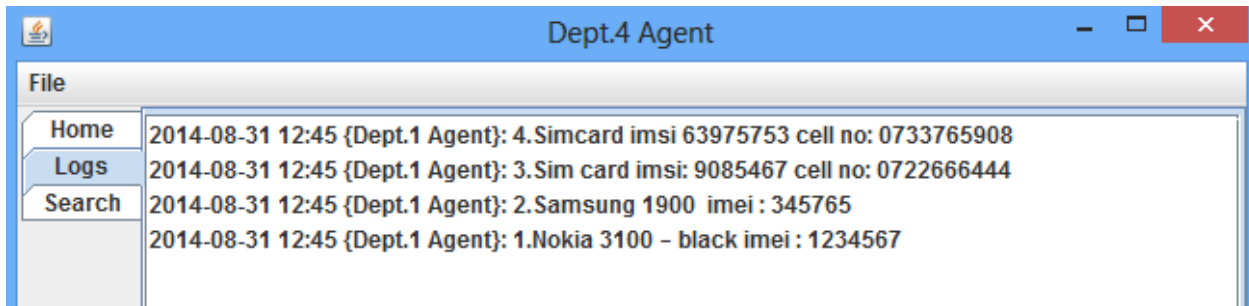 Dept.4 Agent
File
Home
Logs
Search
2014-08-31 12:45 {Dept.1 Agent}: 4.Simcard imsi 63975753 cell no: 0733765908
2014-08-31 12:45 {Dept.1 Agent}: 3.Sim card imsi: 9085467 cell no: 0722666444
2014-08-31 12:45 {Dept.1 Agent}: 2.Samsung 1900  imei : 345765
2014-08-31 12:45 {Dept.1 Agent}: 1.Nokia 3100 – black imei : 1234567